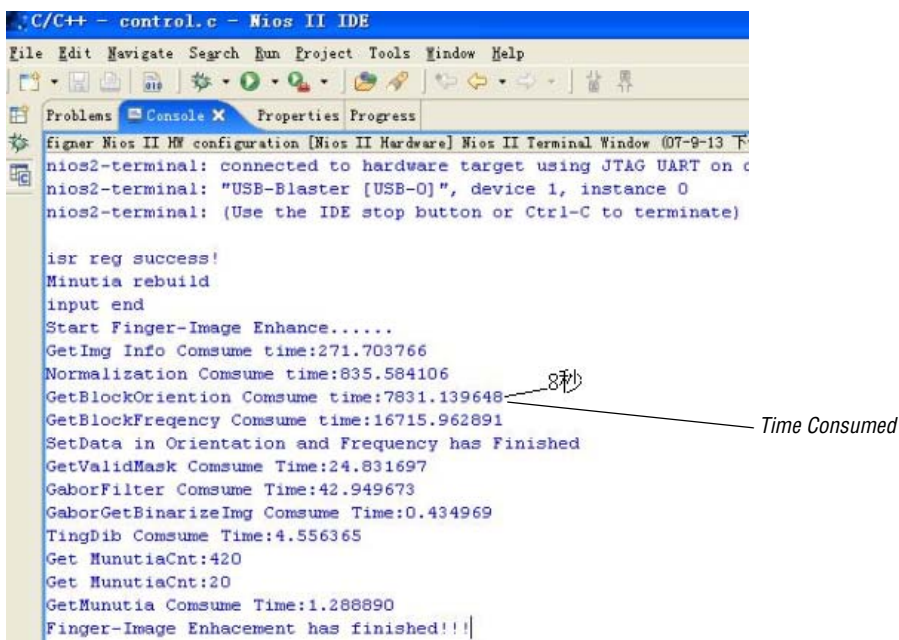 C/C++ - control.c - Nios II IDE
File Edit Navigate Search Run Project Tools Window Help
010
Problems Console Properties Progress
figner Nios II HW configuration [Nios II Hardware] Nios II Terminal Window (07-9-13 下
nios2-terminal: connected to hardware target using JTAG UART on
nios2-terminal: "USB-Blaster [USB-0]", device 1, instance 0
nios2-terminal: (Use the IDE stop button or Ctrl-C to terminate)
isr reg success!
Minutia rebuild
input end
Start Finger-Image Enhance......
GetImg Info Comsume time:271.703766
Normalization Comsume time:835.584106
8秒
GetBlockOriention Comsume time:7831.139648
GetBlockFreqency Comsume time:16715.962891
Time Consumed
SetData in Orientation and Frequency has Finished
GetValidMask Comsume Time:24.831697
GaborFilter Comsume Time:42.949673
GaborGetBinarizeImg Comsume Time:0.434969
TingDib Comsume Time:4.556365
Get MunutiaCnt:420
Get MunutiaCnt:20
GetMunutia Comsume Time:1.288890
Finger-Image Enhacement has finished!!!